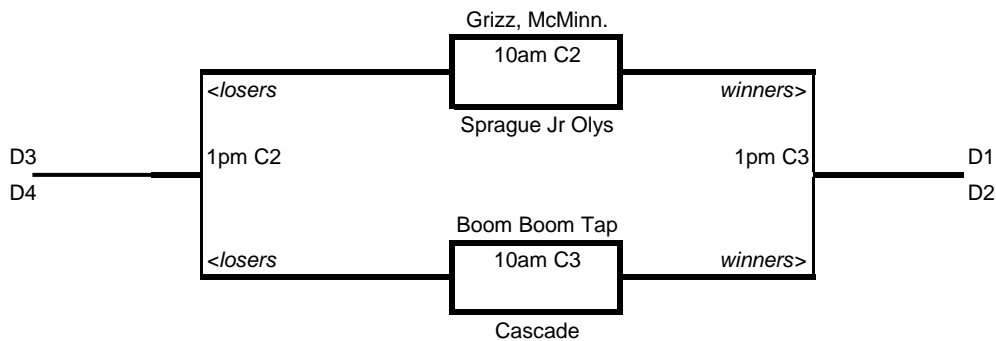 Grizz, McMinn.
10am C2
<losers
winners>
Sprague Jr Olys
D3
1pm C2
1pm C3
D1
D4
D2
Boom Boom Tap
<losers
10am C3
winners>
Cascade